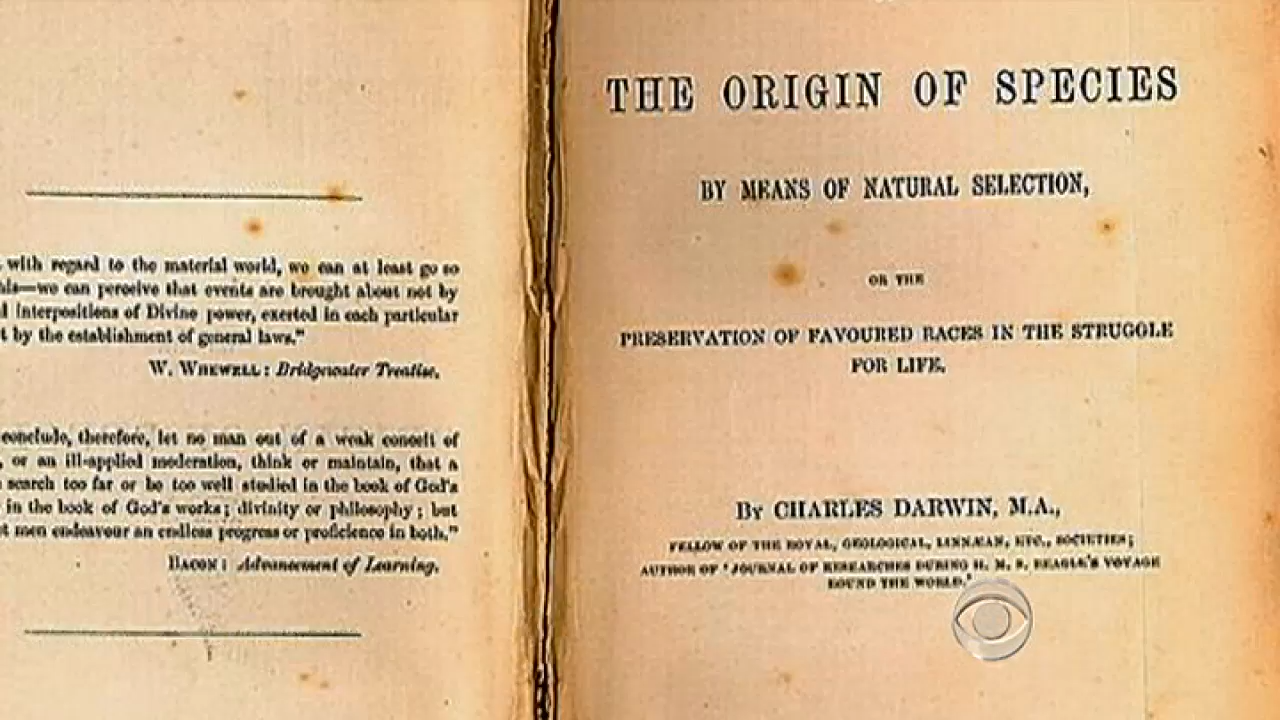 with regard to the material world, we can at least go so
his—we can perceive that events are brought about not by
d interpositions of Divine power, exerted in each particular
t by the establishment of general laws."
W. WHEWELL: Bridgewater Treatise.
conclude, therefore, let no man out of a weak conceit of
, or an ill-applied moderation, think or maintain, that a
search too far or be too well studied in the book of God's
in the book of God's works; divinity or philosophy; but
t men endeavour an endless progress or proficience in both."
BACON: Advancement of Learning.
THE ORIGIN OF SPECIES
BY MEANS OF NATURAL SELECTION,
OR THE
PRESERVATION OF FAVOURED RACES IN THE STRUGGLE
FOR LIFE.
BY CHARLES DARWIN, M.A.,
FELLOW OF THE ROYAL, GEOLOGICAL, LINNÆAN, ETC., SOCIETIES;
AUTHOR OF 'JOURNAL OF RESEARCHES DURING H. M. S. BEAGLE'S VOYAGE
ROUND THE WORLD.'